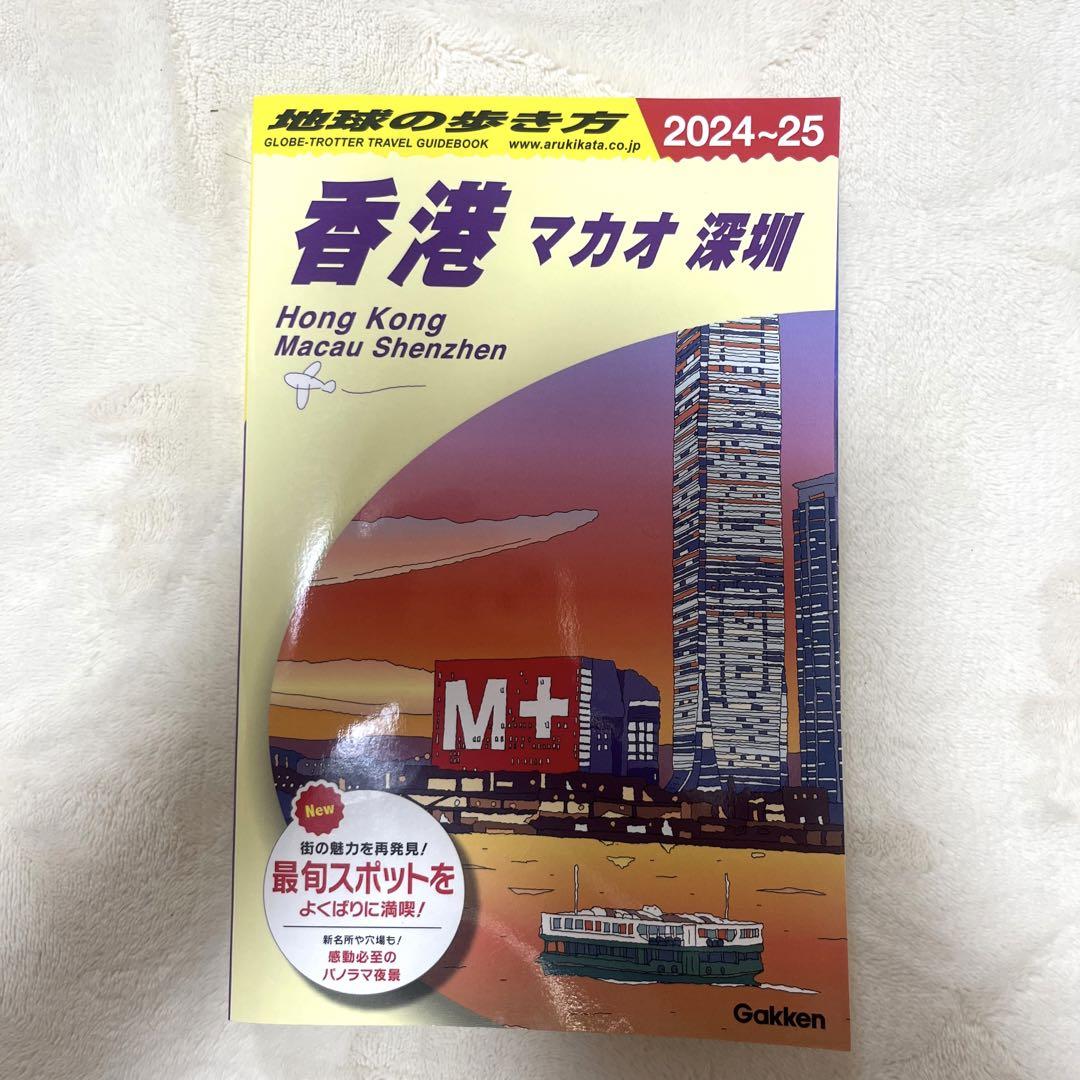 地球の歩き方
GLOBE-TROTTER TRAVEL GUIDEBOOK www.arukikata.co.jp
2024~25
香港 マカオ 深圳
Hong Kong
Macau Shenzhen
M+
New
街の魅力を再発見!
最旬スポットを
よくばりに満喫!
新名所や穴場も!
感動必至の
パノラマ夜景
Gakken